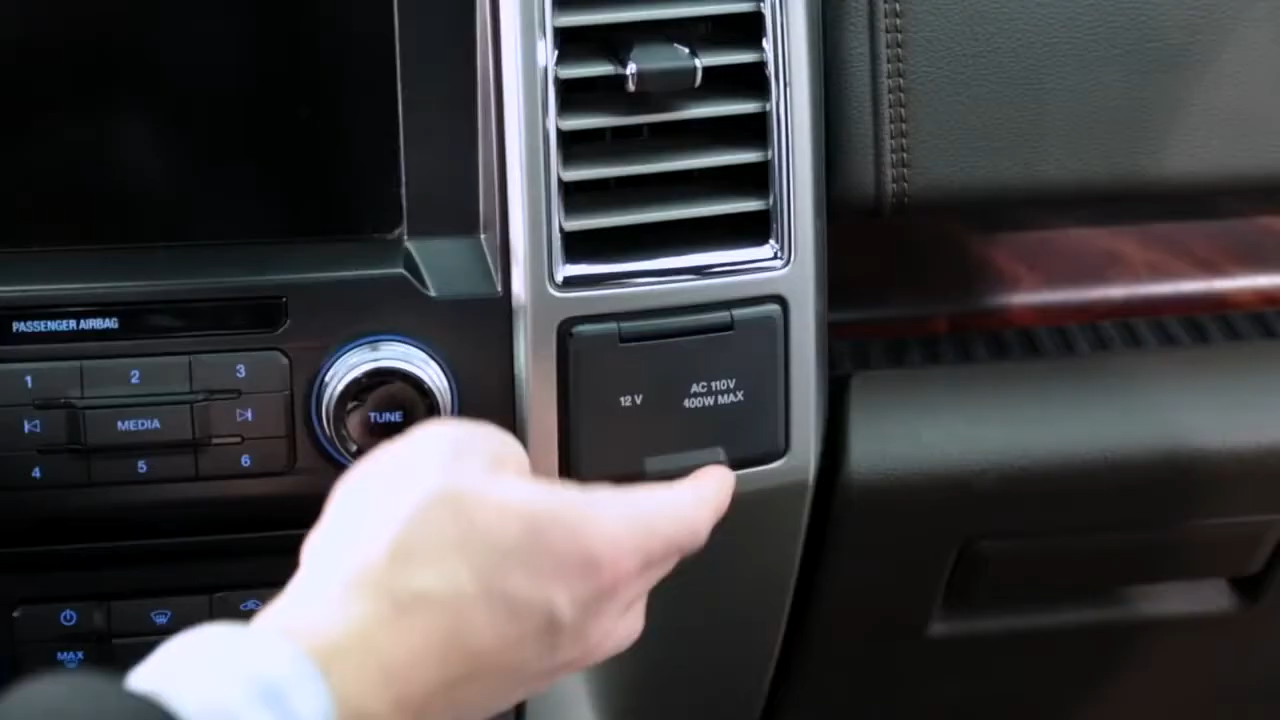 PASSENGER AIRBAG
1 2 3
MEDIA
4 5 6
TUNE
12 V
AC 110V
400W MAX
MAX